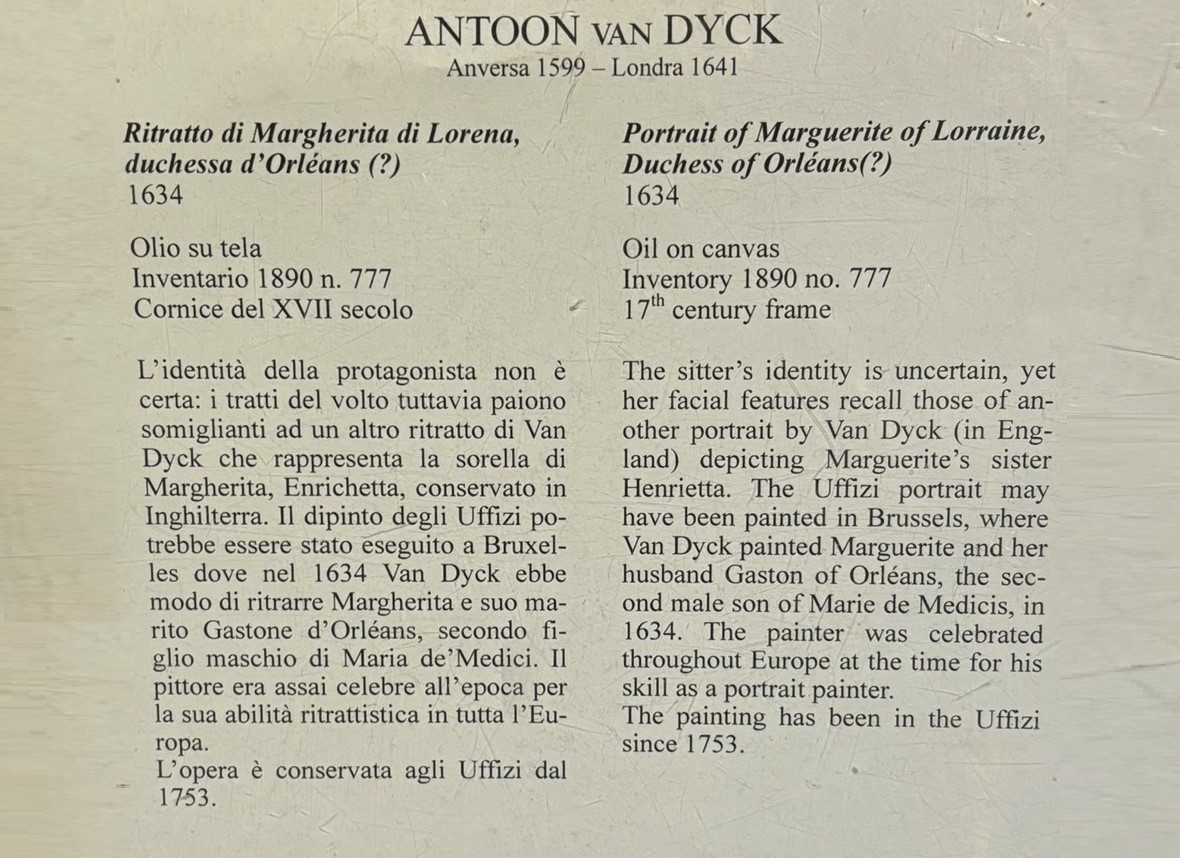 ANTOON VAN DYCK
Anversa 1599 – Londra 1641
Ritratto di Margherita di Lorena,
duchessa d'Orléans (?)
1634
Olio su tela
Inventario 1890 n. 777
Cornice del XVII secolo
L'identità della protagonista non è
certa: i tratti del volto tuttavia paiono
somiglianti ad un altro ritratto di Van
Dyck che rappresenta la sorella di
Margherita, Enrichetta, conservato in
Inghilterra. Il dipinto degli Uffizi po-
trebbe essere stato eseguito a Bruxel-
les dove nel 1634 Van Dyck ebbe
modo di ritrarre Margherita e suo ma-
rito Gastone d'Orléans, secondo fi-
glio maschio di Maria de'Medici. Il
pittore era assai celebre all'epoca per
la sua abilità ritrattistica in tutta l'Eu-
ropa.
L'opera è conservata agli Uffizi dal
1753.
Portrait of Marguerite of Lorraine,
Duchess of Orléans(?)
1634
Oil on canvas
Inventory 1890 no. 777
17th century frame
The sitter's identity is uncertain, yet
her facial features recall those of an-
other portrait by Van Dyck (in Eng-
land) depicting Marguerite's sister
Henrietta. The Uffizi portrait may
have been painted in Brussels, where
Van Dyck painted Marguerite and her
husband Gaston of Orléans, the sec-
ond male son of Marie de Medicis, in
1634. The painter was celebrated
throughout Europe at the time for his
skill as a portrait painter.
The painting has been in the Uffizi
since 1753.